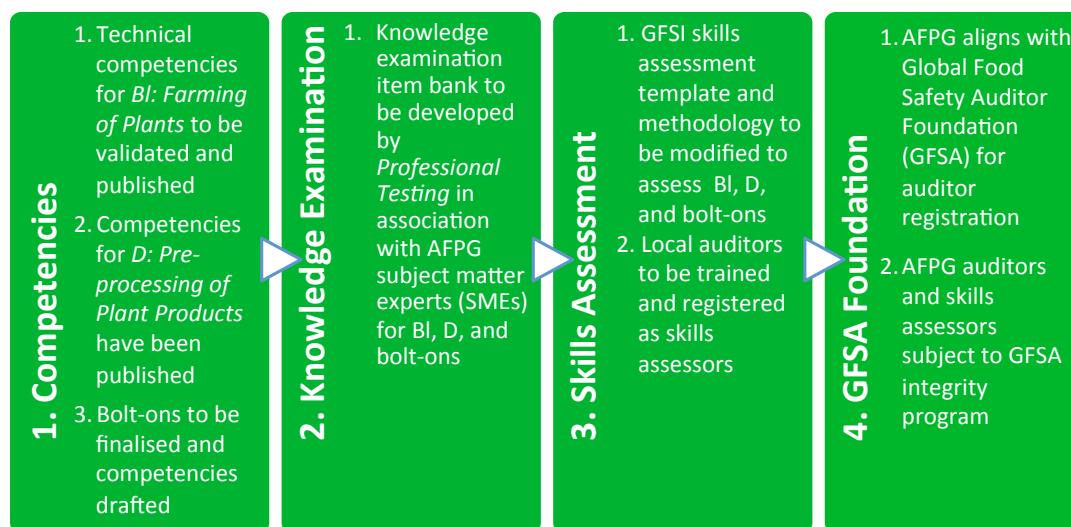 1. Competencies
1. Technical
competencies
for Bl: Farming
of Plants to be
validated and
published
2. Competencies
for D: Pre-
processing of
Plant Products
have been
published
3. Bolt-ons to be
finalised and
competencies
drafted
2. Knowledge Examination
1. Knowledge
examination
item bank to
be developed
by
Professional
Testing in
association
with AFPG
subject matter
experts (SMEs)
for Bl, D, and
bolt-ons
3. Skills Assessment
1. GFSI skills
assessment
template and
methodology to
be modified to
assess Bl, D,
and bolt-ons
2. Local auditors
to be trained
and registered
as skills
assessors
4. GFSA Foundation
1. AFPG aligns with
Global Food
Safety Auditor
Foundation
(GFSA) for
auditor
registration
2. AFPG auditors
and skills
assessors
subject to GFSA
integrity
program